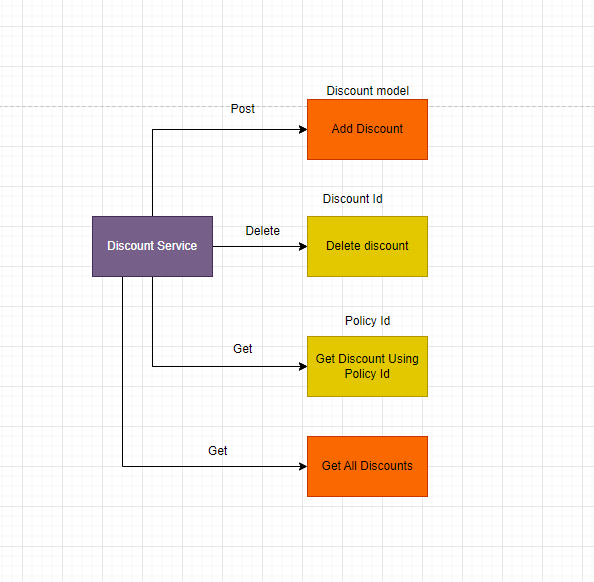 Discount model
Post
Add Discount
Discount Id
Delete
Discount Service
Delete discount
Policy Id
Get
Get Discount Using
Policy Id
Get
Get All Discounts